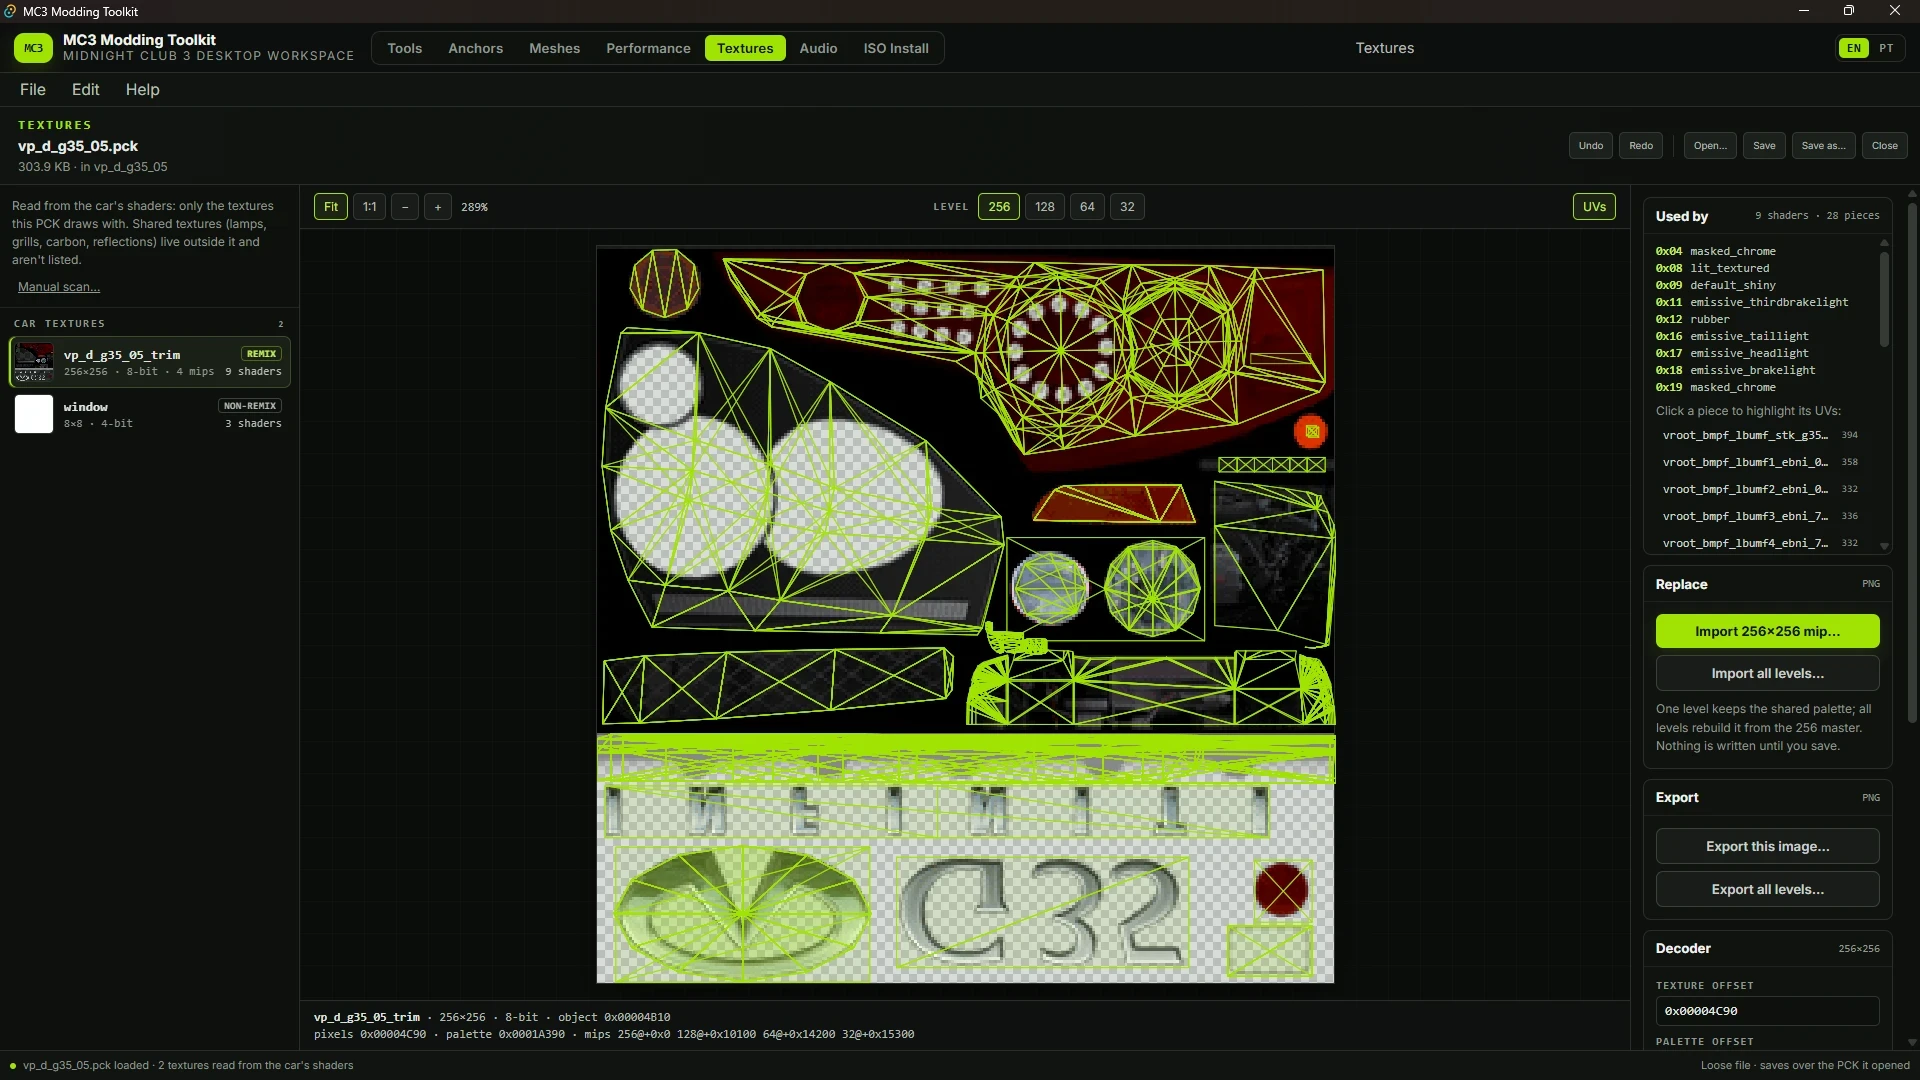 MC3 Modding Toolkit
MC3
MC3 Modding Toolkit
MIDNIGHT CLUB 3 DESKTOP WORKSPACE
Tools Anchors Meshes Performance Textures Audio ISO Install
Textures
EN PT
File Edit Help
TEXTURES
vp_d_g35_05.pck
303.9 KB · in vp_d_g35_05
Undo Redo Open... Save Save as... Close
Read from the car's shaders: only the textures
this PCK draws with. Shared textures (lamps,
grills, carbon, reflections) live outside it and
aren't listed.
Manual scan...
CAR TEXTURES 2
vp_d_g35_05_trim REMIX
256×256 · 8-bit · 4 mips 9 shaders
window NON-REMIX
8×8 · 4-bit 3 shaders
Fit 1:1 − + 289%
LEVEL 256 128 64 32
UVs
C32
vp_d_g35_05_trim · 256×256 · 8-bit · object 0x00004B10
pixels 0x00004C90 · palette 0x0001A390 · mips 256@+0x0 128@+0x10100 64@+0x14200 32@+0x15300
Used by 9 shaders · 28 pieces
0x04 masked_chrome
0x08 lit_textured
0x09 default_shiny
0x11 emissive_thirdbrakelight
0x12 rubber
0x16 emissive_taillight
0x17 emissive_headlight
0x18 emissive_brakelight
0x19 masked_chrome
Click a piece to highlight its UVs:
vroot_bmpf_lbumf_stk_g35… 394
vroot_bmpf_lbumf1_ebni_0… 358
vroot_bmpf_lbumf2_ebni_0… 332
vroot_bmpf_lbumf3_ebni_7… 336
vroot_bmpf_lbumf4_ebni_7… 332
Replace PNG
Import 256×256 mip...
Import all levels...
One level keeps the shared palette; all
levels rebuild it from the 256 master.
Nothing is written until you save.
Export PNG
Export this image...
Export all levels...
Decoder 256×256
TEXTURE OFFSET
0x00004C90
PALETTE OFFSET
vp_d_g35_05.pck loaded · 2 textures read from the car's shaders
Loose file · saves over the PCK it opened